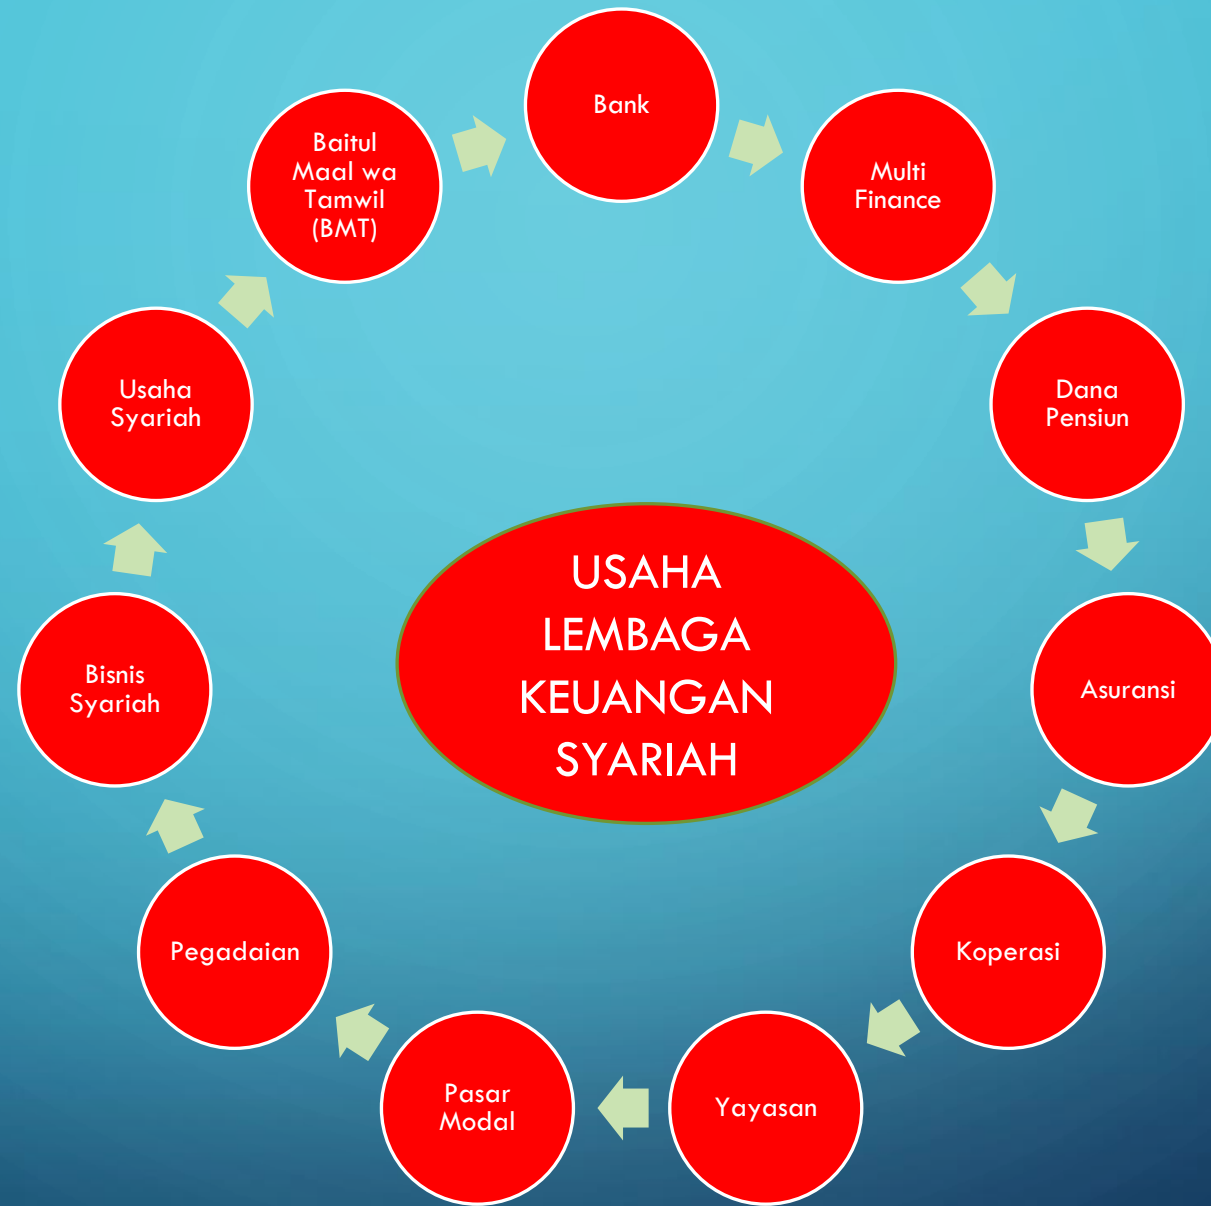 Bank
Multi
Finance
Dana
Pensiun
Asuransi
Koperasi
Yayasan
Pasar
Modal
Pegadaian
Bisnis
Syariah
Usaha
Syariah
Baitul
Maal wa
Tamwil
(BMT)
USAHA
LEMBAGA
KEUANGAN
SYARIAH